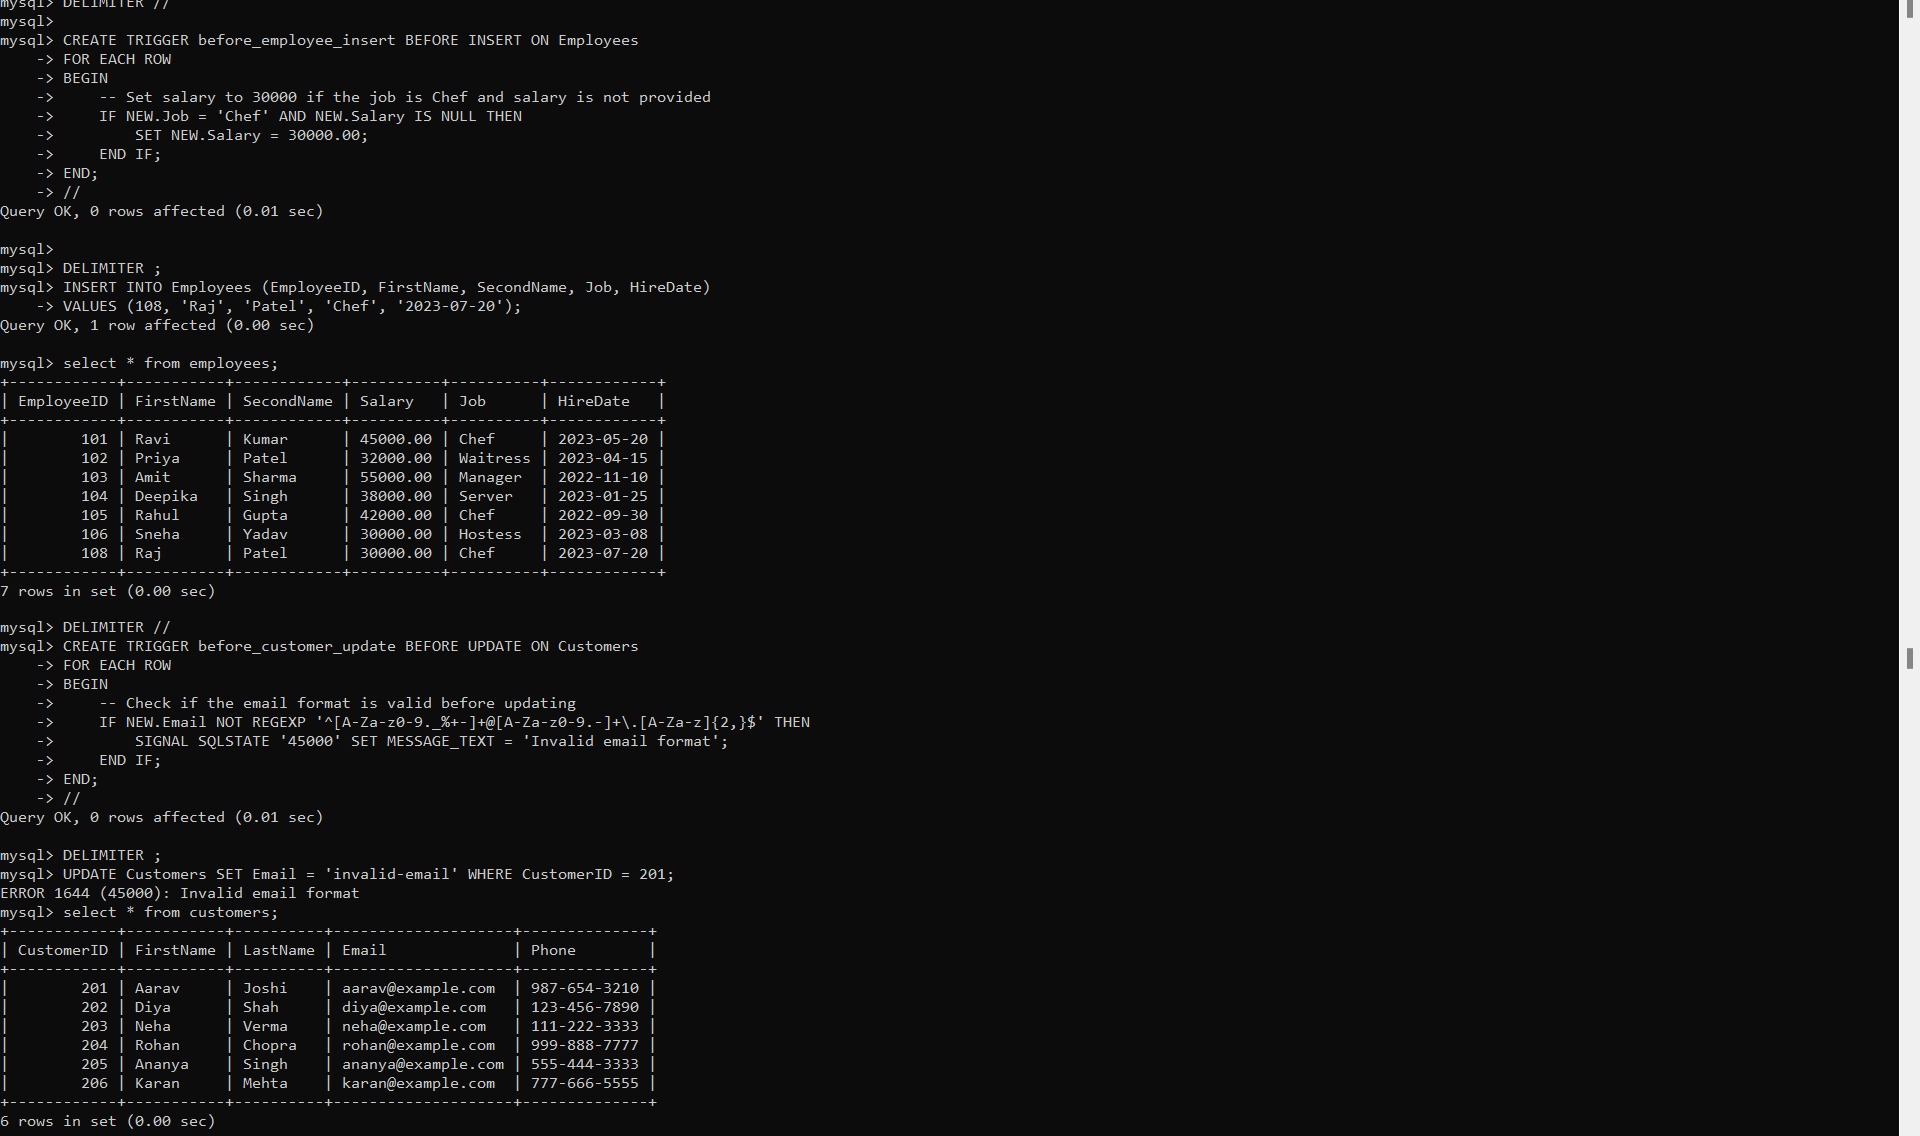 mysql> DELIMITER //
mysql>
mysql> CREATE TRIGGER before_employee_insert BEFORE INSERT ON Employees
    -> FOR EACH ROW
    -> BEGIN
    ->     -- Set salary to 30000 if the job is Chef and salary is not provided
    ->     IF NEW.Job = 'Chef' AND NEW.Salary IS NULL THEN
    ->         SET NEW.Salary = 30000.00;
    ->     END IF;
    -> END;
    -> //
Query OK, 0 rows affected (0.01 sec)

mysql>
mysql> DELIMITER ;
mysql> INSERT INTO Employees (EmployeeID, FirstName, SecondName, Job, HireDate)
    -> VALUES (108, 'Raj', 'Patel', 'Chef', '2023-07-20');
Query OK, 1 row affected (0.00 sec)

mysql> select * from employees;
+------------+-----------+------------+----------+----------+------------+
| EmployeeID | FirstName | SecondName | Salary   | Job      | HireDate   |
+------------+-----------+------------+----------+----------+------------+
|        101 | Ravi      | Kumar      | 45000.00 | Chef     | 2023-05-20 |
|        102 | Priya     | Patel      | 32000.00 | Waitress | 2023-04-15 |
|        103 | Amit      | Sharma     | 55000.00 | Manager  | 2022-11-10 |
|        104 | Deepika   | Singh      | 38000.00 | Server   | 2023-01-25 |
|        105 | Rahul     | Gupta      | 42000.00 | Chef     | 2022-09-30 |
|        106 | Sneha     | Yadav      | 30000.00 | Hostess  | 2023-03-08 |
|        108 | Raj       | Patel      | 30000.00 | Chef     | 2023-07-20 |
+------------+-----------+------------+----------+----------+------------+
7 rows in set (0.00 sec)

mysql> DELIMITER //
mysql> CREATE TRIGGER before_customer_update BEFORE UPDATE ON Customers
    -> FOR EACH ROW
    -> BEGIN
    ->     -- Check if the email format is valid before updating
    ->     IF NEW.Email NOT REGEXP '^[A-Za-z0-9._%+-]+@[A-Za-z0-9.-]+\.[A-Za-z]{2,}$' THEN
    ->         SIGNAL SQLSTATE '45000' SET MESSAGE_TEXT = 'Invalid email format';
    ->     END IF;
    -> END;
    -> //
Query OK, 0 rows affected (0.01 sec)

mysql> DELIMITER ;
mysql> UPDATE Customers SET Email = 'invalid-email' WHERE CustomerID = 201;
ERROR 1644 (45000): Invalid email format
mysql> select * from customers;
+------------+-----------+----------+--------------------+--------------+
| CustomerID | FirstName | LastName | Email              | Phone        |
+------------+-----------+----------+--------------------+--------------+
|        201 | Aarav     | Joshi    | aarav@example.com  | 987-654-3210 |
|        202 | Diya      | Shah     | diya@example.com   | 123-456-7890 |
|        203 | Neha      | Verma    | neha@example.com   | 111-222-3333 |
|        204 | Rohan     | Chopra   | rohan@example.com  | 999-888-7777 |
|        205 | Ananya    | Singh    | ananya@example.com | 555-444-3333 |
|        206 | Karan     | Mehta    | karan@example.com  | 777-666-5555 |
+------------+-----------+----------+--------------------+--------------+
6 rows in set (0.00 sec)